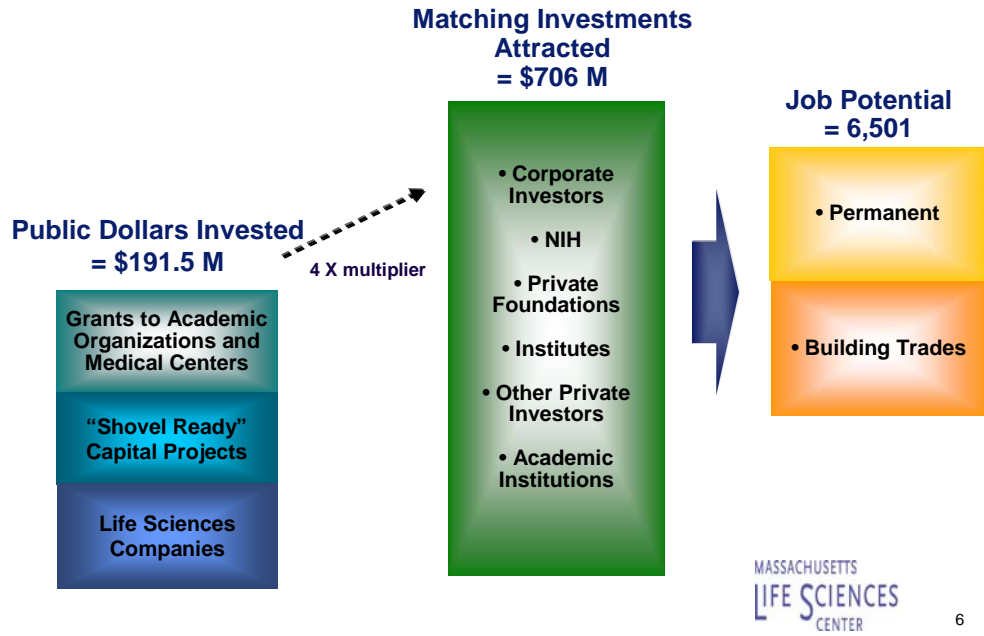 Public Dollars Invested
= $191.5 M
Grants to Academic
Organizations and
Medical Centers
“Shovel Ready”
Capital Projects
Life Sciences
Companies
4 X multiplier
Matching Investments
Attracted
= $706 M
• Corporate
Investors
• NIH
• Private
Foundations
• Institutes
• Other Private
Investors
• Academic
Institutions
Job Potential
= 6,501
• Permanent
• Building Trades
MASSACHUSETTS
LIFE SCIENCES
CENTER
6